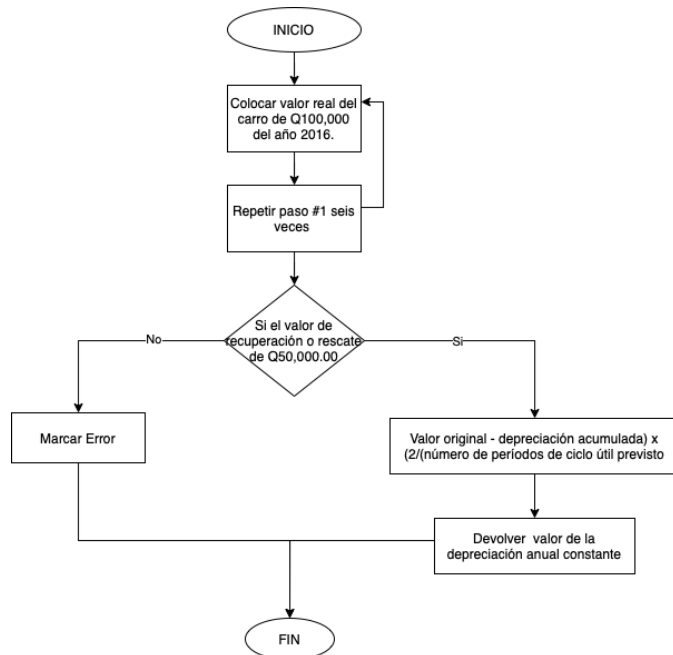 INICIO
Colocar valor real del
carro de Q100,000
del año 2016.
Repetir paso #1 seis
veces
Si el valor de
recuperación o rescate
de Q50,000.00
No
Si
Marcar Error
Valor original - depreciación acumulada) x
(2/(número de períodos de ciclo útil previsto
Devolver valor de la
depreciación anual constante
FIN